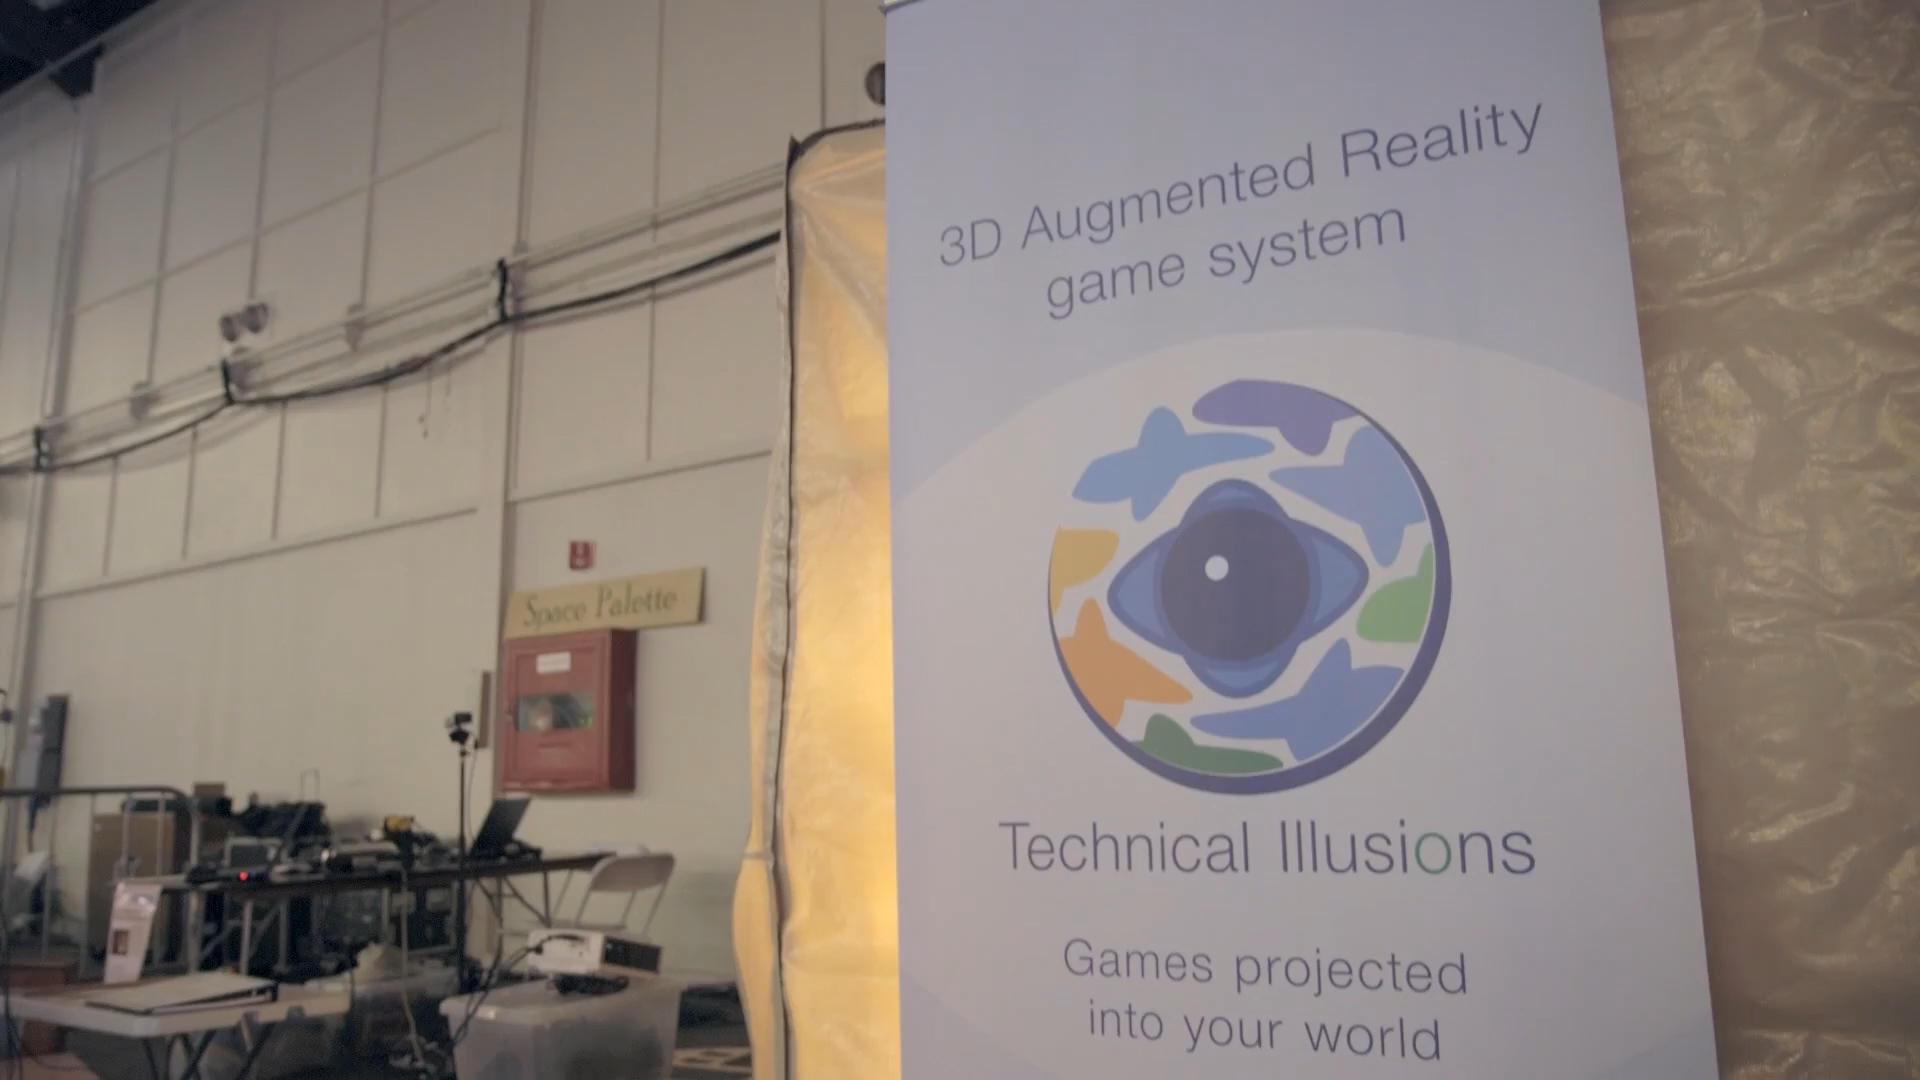 3D Augmented Reality
game system
Technical Illusions
Games projected
into your world
Space Palette